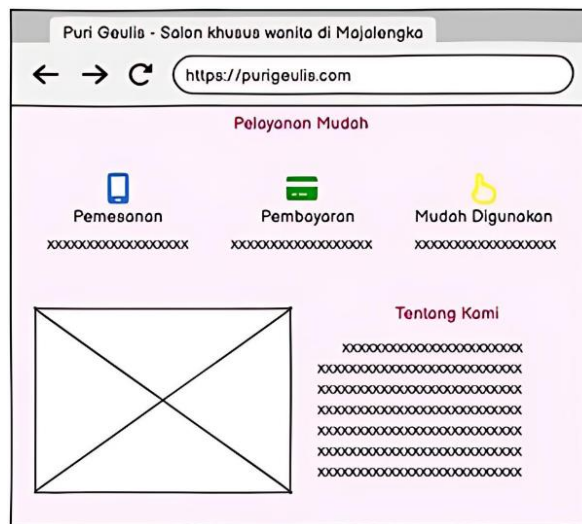 Puri Geulis - Salon khusus wanita di Majalengka
https://purigeulis.com
Pelayanan Mudah
Pemesanan Pembayaran Mudah Digunakan
xxxxxxxxxxxxxxxxxx xxxxxxxxxxxxxxxxxx xxxxxxxxxxxxxxxxxx
Tentang Kami
xxxxxxxxxxxxxxxxxxxxxxx
xxxxxxxxxxxxxxxxxxxxxxxxxx
xxxxxxxxxxxxxxxxxxxxxxxxxx
xxxxxxxxxxxxxxxxxxxxxxxxxx
xxxxxxxxxxxxxxxxxxxxxxxxxx
xxxxxxxxxxxxxxxxxxxxxxxxxx
xxxxxxxxxxxxxxxxxxxxxxxxxx